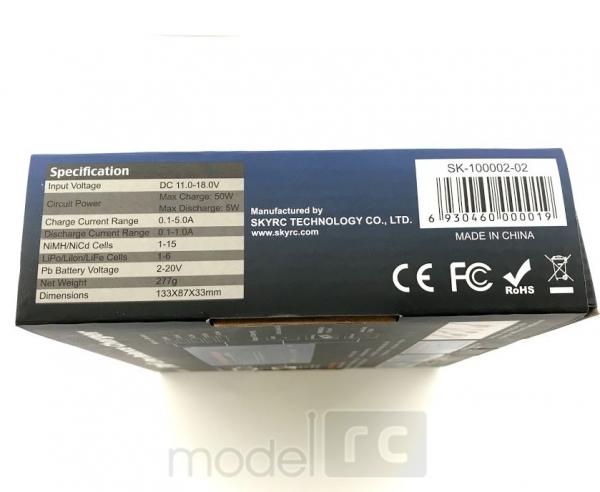 Specification
Input Voltage DC 11.0-18.0V
Circuit Power Max Charge: 50W
Max Discharge: 5W
Charge Current Range 0.1-5.0A
Discharge Current Range 0.1-1.0A
NiMH/NiCd Cells 1-15
LiPo/LiIon/LiFe Cells 1-6
Pb Battery Voltage 2-20V
Net Weight 277g
Dimensions 133X87X33mm
Manufactured by
SKYRC TECHNOLOGY CO., LTD.
www.skyrc.com
SK-100002-02
6 930460 000019
MADE IN CHINA
CE FC RoHS
model rc